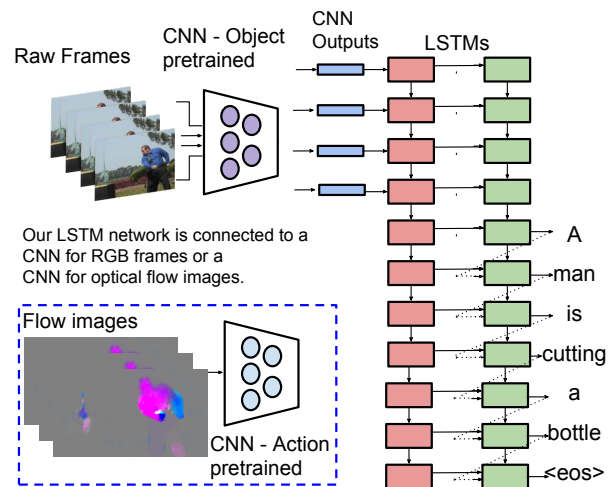 Raw Frames
CNN - Object
pretrained
CNN
Outputs
LSTMs
Our LSTM network is connected to a
CNN for RGB frames or a
CNN for optical flow images.
Flow images
CNN - Action
pretrained
A
man
is
cutting
a
bottle
<eos>